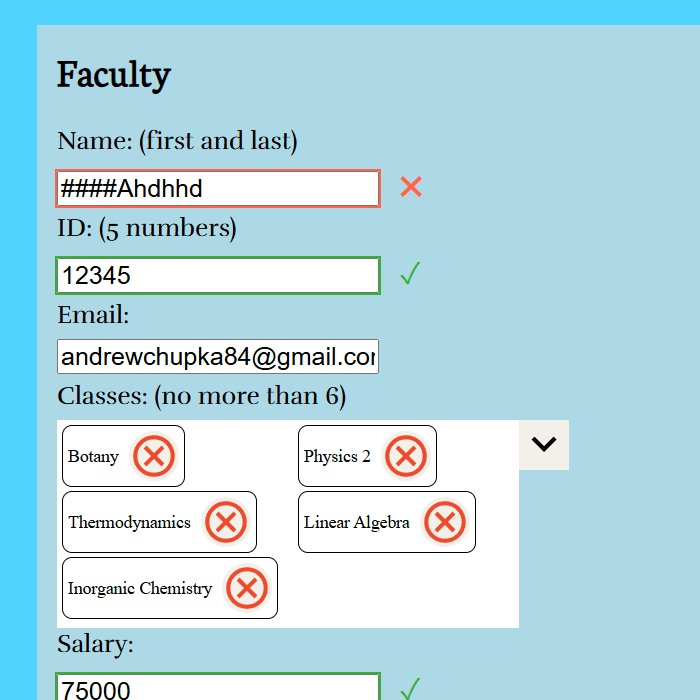 Faculty
Name: (first and last)
####Ahdhhd
ID: (5 numbers)
12345
Email:
andrewchupka84@gmail.com
Classes: (no more than 6)
Botany Physics 2
Thermodynamics Linear Algebra
Inorganic Chemistry
Salary:
75000